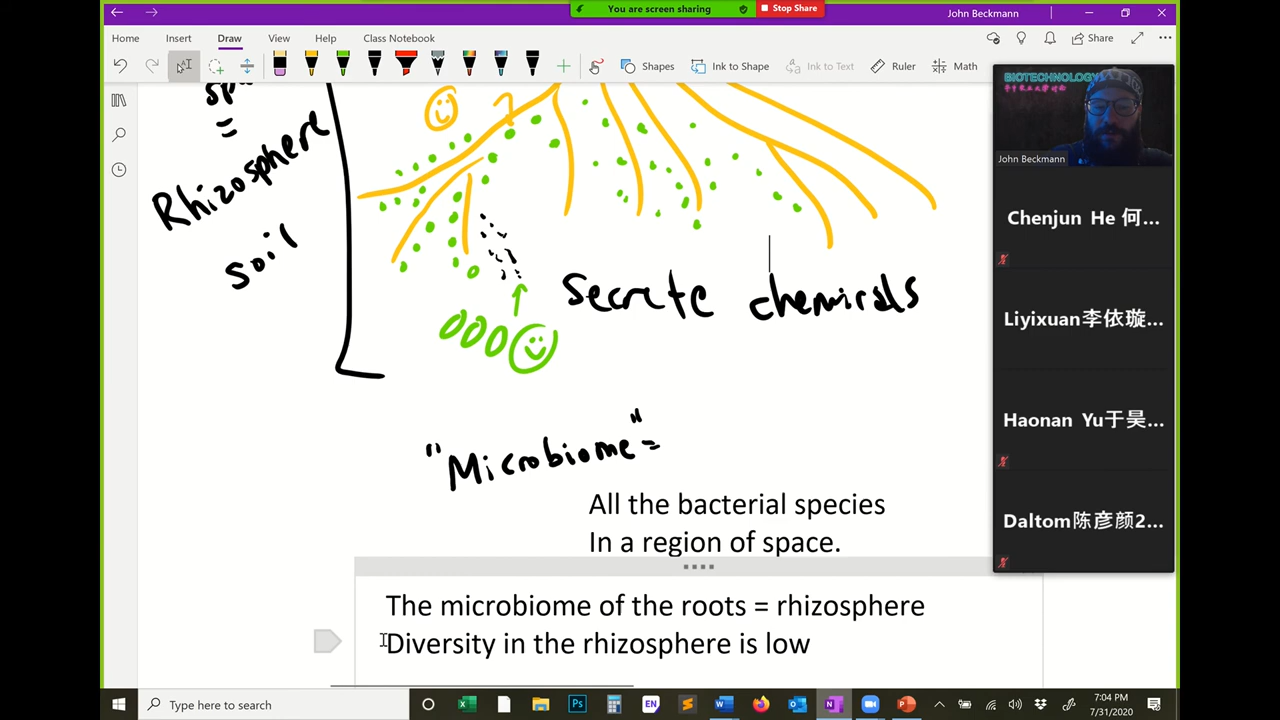 You are screen sharing
Stop Share
John Beckmann
Home Insert Draw View Help Class Notebook
Share
Shapes
Ink to Shape
Ink to Text
Ruler
Math
=
Rhizosphere
soil
Secrete chemicals
"Microbiome" =
All the bacterial species
In a region of space.
The microbiome of the roots = rhizosphere
Diversity in the rhizosphere is low
BIOTECHNOLOGY
John Beckmann
Chenjun He 何...
Liyixuan李依璇...
Haonan Yu于昊...
Daltom陈彦颜2...
Type here to search
EN
7:04 PM
7/31/2020